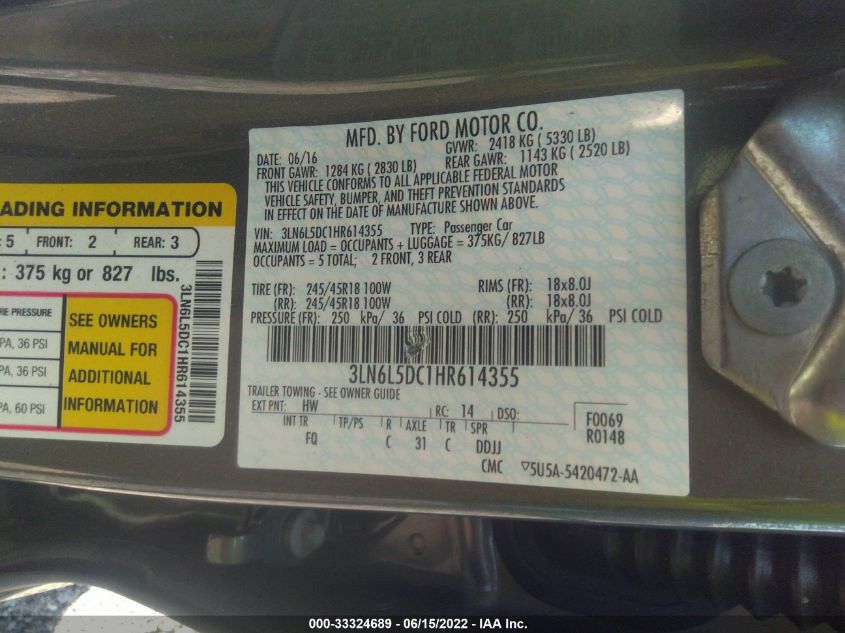 MFD. BY FORD MOTOR CO.
DATE: 06/16 GVWR: 2418 KG ( 5330 LB)
FRONT GAWR: 1284 KG ( 2830 LB) REAR GAWR: 1143 KG ( 2520 LB)
THIS VEHICLE CONFORMS TO ALL APPLICABLE FEDERAL MOTOR
VEHICLE SAFETY, BUMPER, AND THEFT PREVENTION STANDARDS
IN EFFECT ON THE DATE OF MANUFACTURE SHOWN ABOVE.
VIN: 3LN6L5DC1HR614355 TYPE: Passenger Car
MAXIMUM LOAD = OCCUPANTS + LUGGAGE = 375KG/ 827LB
OCCUPANTS = 5 TOTAL; 2 FRONT, 3 REAR
TIRE (FR): 245/45R18 100W RIMS (FR): 18x8.0J
(RR): 245/45R18 100W (RR): 18x8.0J
PRESSURE (FR): 250 kPa/ 36 PSI COLD (RR): 250 kPa/ 36 PSI COLD
3LN6L5DC1HR614355
TRAILER TOWING - SEE OWNER GUIDE
EXT PNT: HW RC: 14 DSO:
F0069
R0148
INT TR TP/PS R AXLE TR SPR
FQ C 31 C DDJJ
CMC ▽5U5A-5420472-AA
ADING INFORMATION
: 5 FRONT: 2 REAR: 3
: 375 kg or 827 lbs.
RE PRESSURE
PA, 36 PSI
PA, 36 PSI
PA, 60 PSI
SEE OWNERS
MANUAL FOR
ADDITIONAL
INFORMATION
3LN6L5DC1HR614355
000-33324689 - 06/15/2022 - IAA Inc.